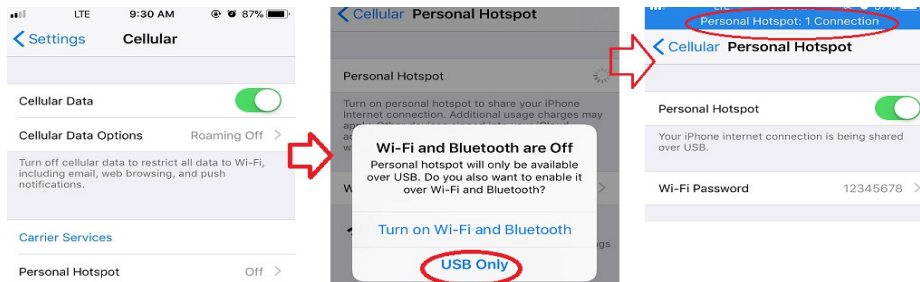 LTE 9:30 AM 87%
Settings Cellular
Cellular Data
Cellular Data Options Roaming Off
Turn off cellular data to restrict all data to Wi-Fi,
including email, web browsing, and push
notifications.
Carrier Services
Personal Hotspot Off
Cellular Personal Hotspot
Personal Hotspot
Turn on personal hotspot to share your iPhone
Internet connection. Additional usage charges may
Wi-Fi and Bluetooth are Off
Personal hotspot will only be available
over USB. Do you also want to enable it
over Wi-Fi and Bluetooth?
Turn on Wi-Fi and Bluetooth
USB Only
Personal Hotspot: 1 Connection
Cellular Personal Hotspot
Personal Hotspot
Your iPhone internet connection is being shared
over USB.
Wi-Fi Password 12345678